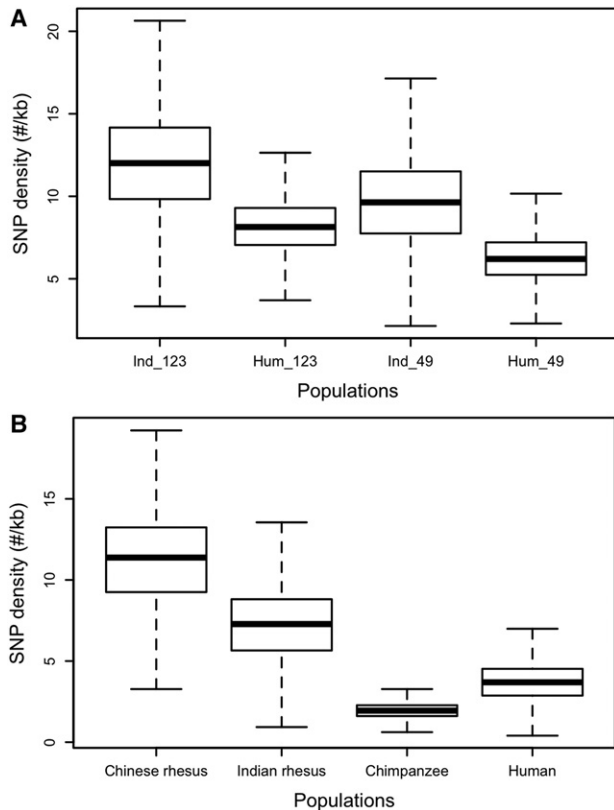 A
SNP density (#/kb)
20
15
10
5
Ind_123 Hum_123 Ind_49 Hum_49
Populations
B
SNP density (#/kb)
15
10
5
0
Chinese rhesus Indian rhesus Chimpanzee Human
Populations